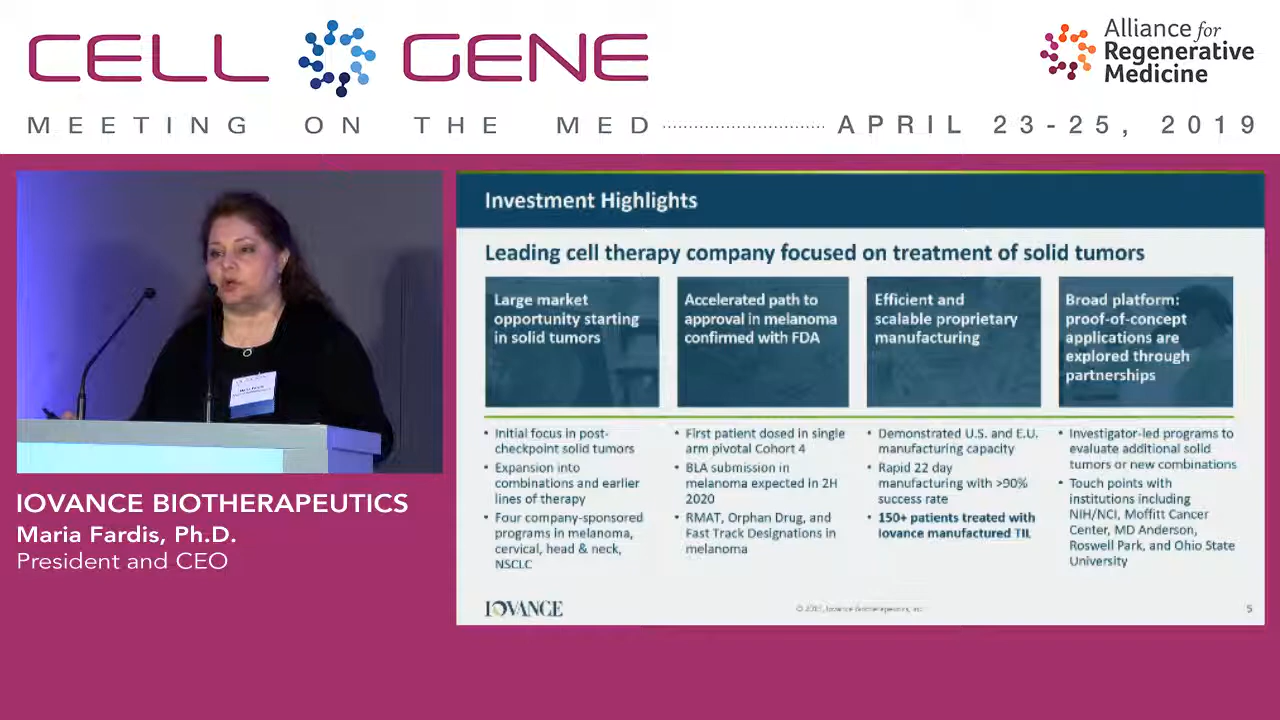 CELL GENE
Alliance for
Regenerative
Medicine
MEETING ON THE MED
APRIL 23-25, 2019
Investment Highlights
Leading cell therapy company focused on treatment of solid tumors
Large market
opportunity starting
in solid tumors
Accelerated path to
approval in melanoma
confirmed with FDA
Efficient and
scalable proprietary
manufacturing
Broad platform:
proof-of-concept
applications are
explored through
partnerships
• Initial focus in post-
checkpoint solid tumors
• Expansion into
combinations and earlier
lines of therapy
• Four company-sponsored
programs in melanoma,
cervical, head & neck,
NSCLC
• First patient dosed in single
arm pivotal Cohort 4
• BLA submission in
melanoma expected in 2H
2020
• RMAT, Orphan Drug, and
Fast Track Designations in
melanoma
• Demonstrated U.S. and E.U.
manufacturing capacity
• Rapid 22 day
manufacturing with >90%
success rate
• 150+ patients treated with
Iovance manufactured TIL
• Investigator-led programs to
evaluate additional solid
tumors or new combinations
• Touch points with
institutions including
NIH/NCI, Moffitt Cancer
Center, MD Anderson,
Roswell Park, and Ohio State
University
IOVANCE
Iovance Biotherapeutics, Inc.
5
IOVANCE BIOTHERAPEUTICS
Maria Fardis, Ph.D.
President and CEO